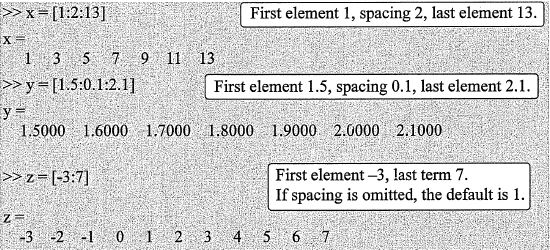 >> x = [1:2:13] First element 1, spacing 2, last element 13.
x =
1 3 5 7 9 11 13
>> y = [1.5:0.1:2.1] First element 1.5, spacing 0.1, last element 2.1.
y =
1.5000 1.6000 1.7000 1.8000 1.9000 2.0000 2.1000
>> z = [-3:7] First element –3, last term 7.
If spacing is omitted, the default is 1.
z =
-3 -2 -1 0 1 2 3 4 5 6 7